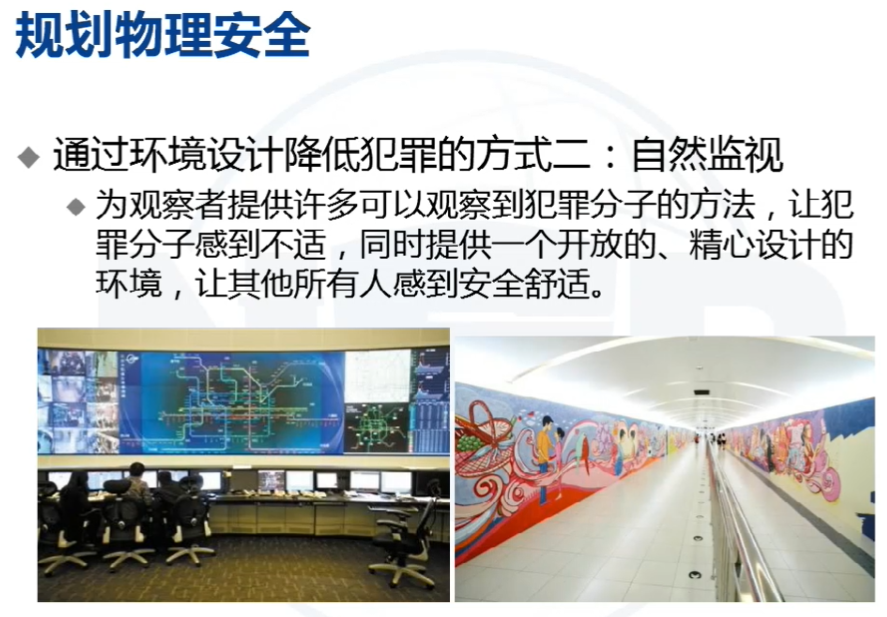 规划物理安全
通过环境设计降低犯罪的方式二：自然监视
为观察者提供许多可以观察到犯罪分子的方法，让犯
罪分子感到不适，同时提供一个开放的、精心设计的
环境，让其他所有人感到安全舒适。